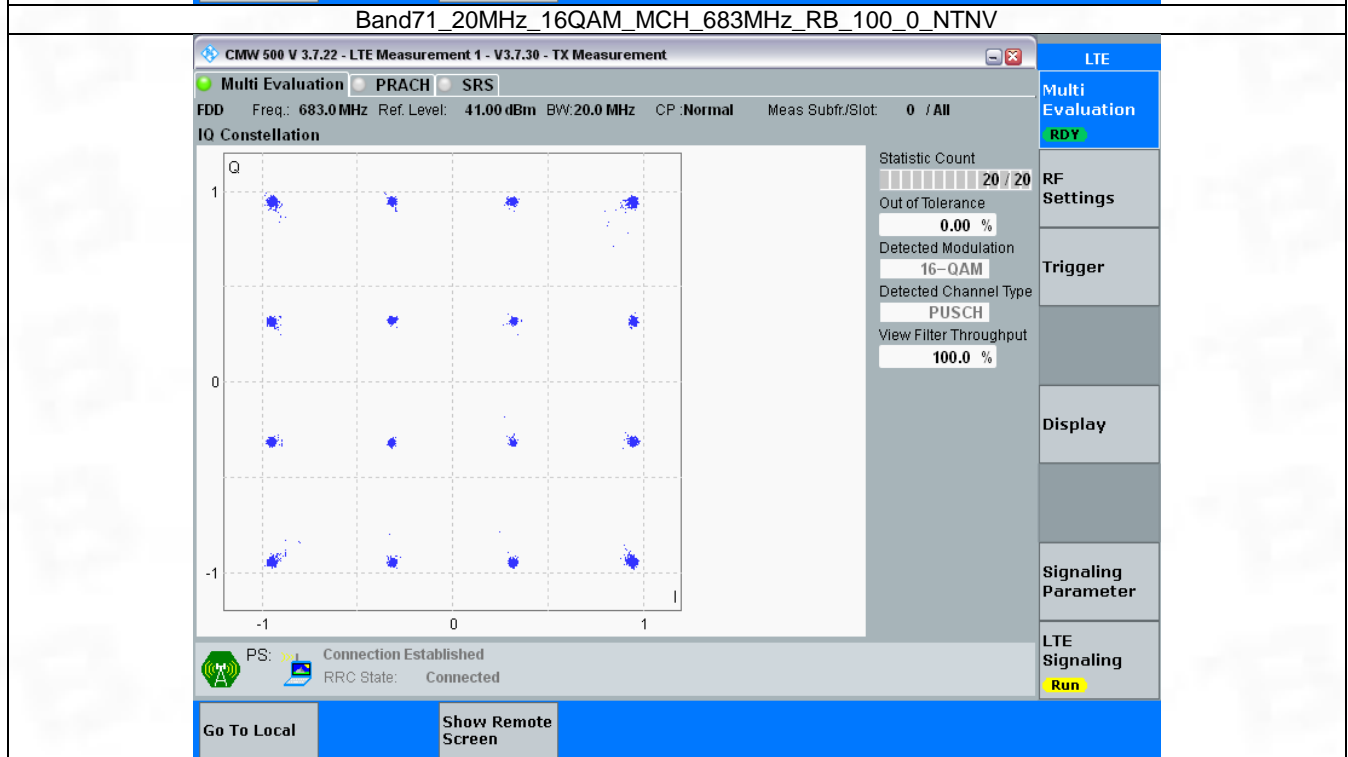 Band71_20MHz_16QAM_MCH_683MHz_RB_100_0_NTNV
CMW 500 V 3.7.22 - LTE Measurement 1 - V3.7.30 - TX Measurement
LTE
Multi Evaluation PRACH SRS
Multi
Evaluation
RDY
FDD Freq.: 683.0 MHz Ref. Level: 41.00 dBm BW:20.0 MHz CP :Normal Meas Subfr./Slot: 0 / All
IQ Constellation
Q
1
0
-1
I
-1 0 1
Statistic Count
20 / 20
Out of Tolerance
0.00 %
Detected Modulation
16-QAM
Detected Channel Type
PUSCH
View Filter Throughput
100.0 %
RF
Settings
Trigger
Display
Signaling
Parameter
LTE
Signaling
Run
PS: Connection Established
RRC State: Connected
Go To Local
Show Remote
Screen